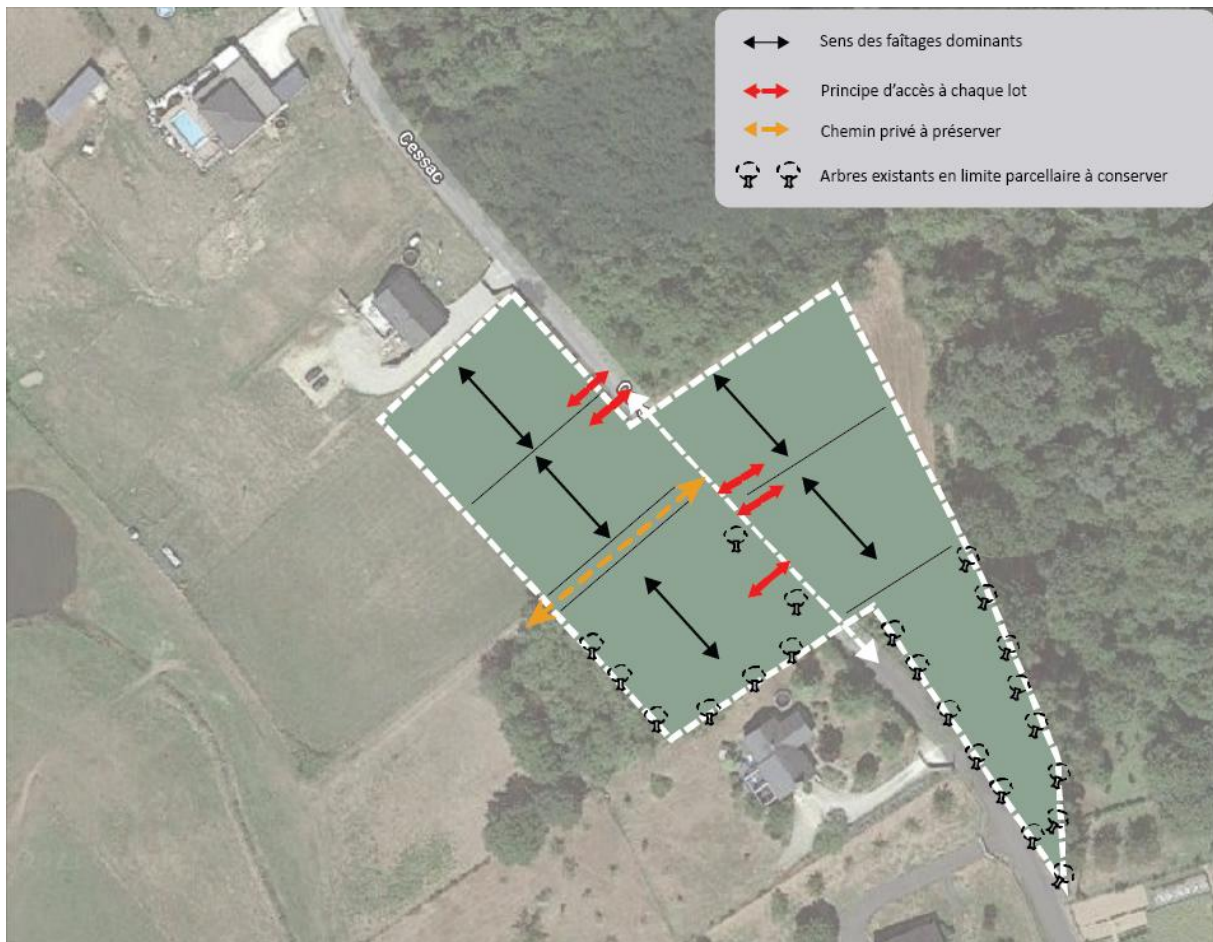 Sens des faîtages dominants
Principe d'accès à chaque lot
Chemin privé à préserver
Arbres existants en limite parcellaire à conserver
Cessac